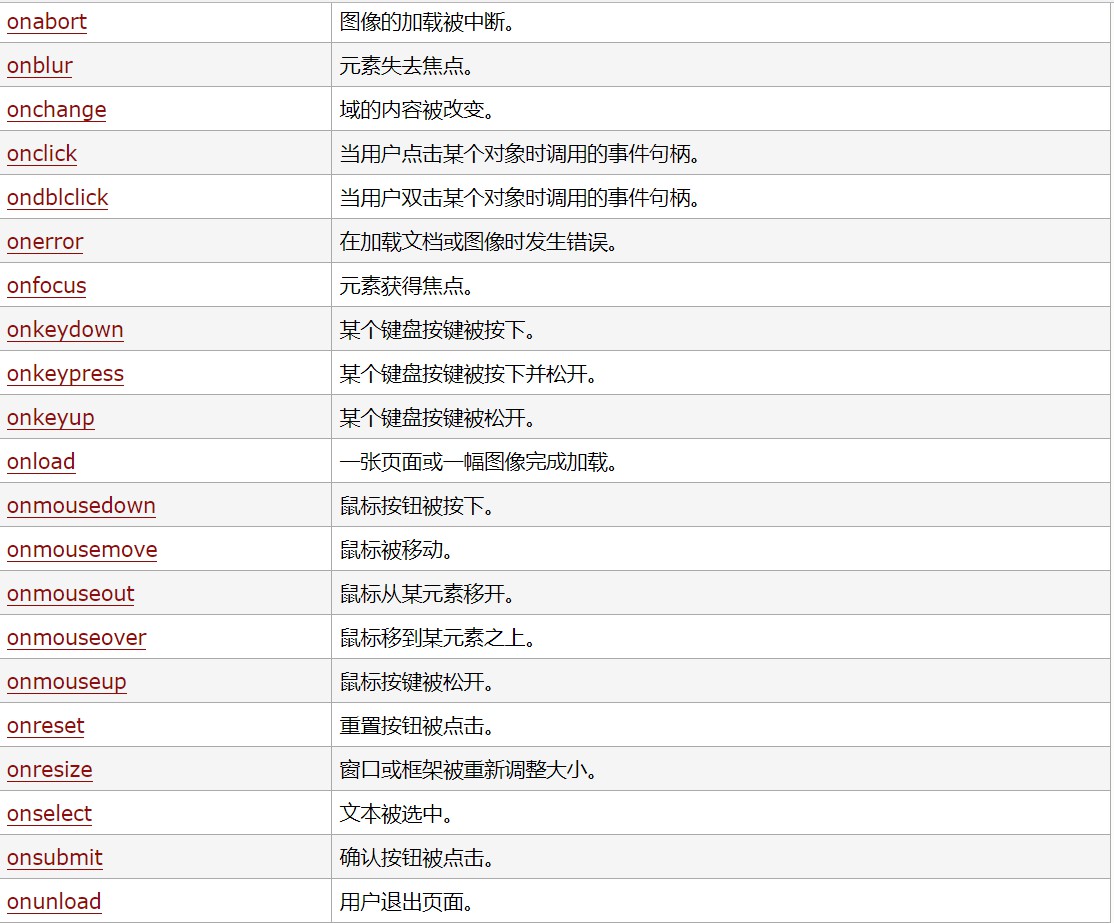 onabort 图像的加载被中断。
onblur 元素失去焦点。
onchange 域的内容被改变。
onclick 当用户点击某个对象时调用的事件句柄。
ondblclick 当用户双击某个对象时调用的事件句柄。
onerror 在加载文档或图像时发生错误。
onfocus 元素获得焦点。
onkeydown 某个键盘按键被按下。
onkeypress 某个键盘按键被按下并松开。
onkeyup 某个键盘按键被松开。
onload 一张页面或一幅图像完成加载。
onmousedown 鼠标按钮被按下。
onmousemove 鼠标被移动。
onmouseout 鼠标从某元素移开。
onmouseover 鼠标移到某元素之上。
onmouseup 鼠标按键被松开。
onreset 重置按钮被点击。
onresize 窗口或框架被重新调整大小。
onselect 文本被选中。
onsubmit 确认按钮被点击。
onunload 用户退出页面。